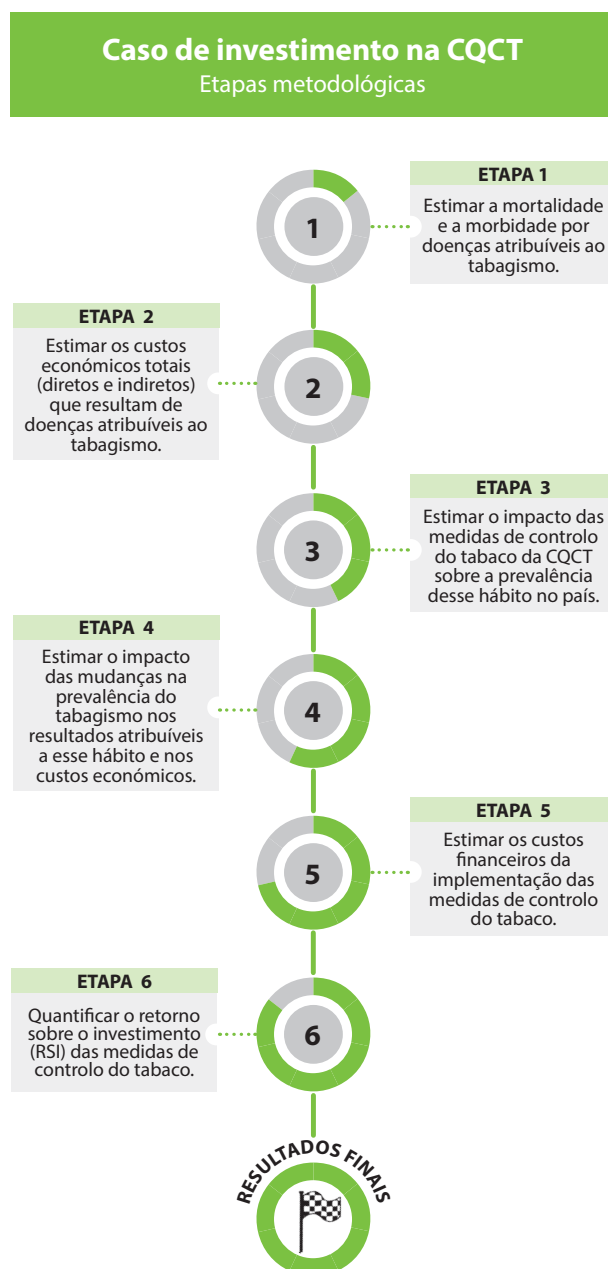 Caso de investimento na CQCT
Etapas metodológicas
1
ETAPA 1
Estimar a mortalidade
e a morbidade por
doenças atribuíveis ao
tabagismo.
ETAPA 2
Estimar os custos
económicos totais
(diretos e indiretos)
que resultam de
doenças atribuíveis ao
tabagismo.
2
3
ETAPA 3
Estimar o impacto das
medidas de controlo
do tabaco da CQCT
sobre a prevalência
desse hábito no país.
ETAPA 4
Estimar o impacto
das mudanças na
prevalência do
tabagismo nos
resultados atribuíveis
a esse hábito e nos
custos económicos.
4
5
ETAPA 5
Estimar os custos
financeiros da
implementação das
medidas de controlo
do tabaco.
ETAPA 6
Quantificar o retorno
sobre o investimento
(RSI) das medidas de
controlo do tabaco.
6
RESULTADOS FINAIS